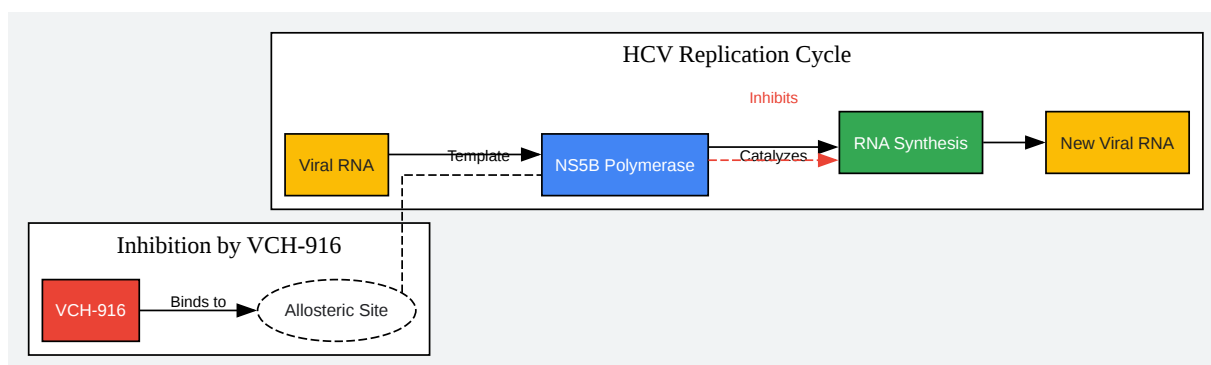 HCV Replication Cycle
Inhibits
Viral RNA
Template
NS5B Polymerase
Catalyzes
RNA Synthesis
New Viral RNA
Inhibition by VCH-916
VCH-916
Binds to
Allosteric Site